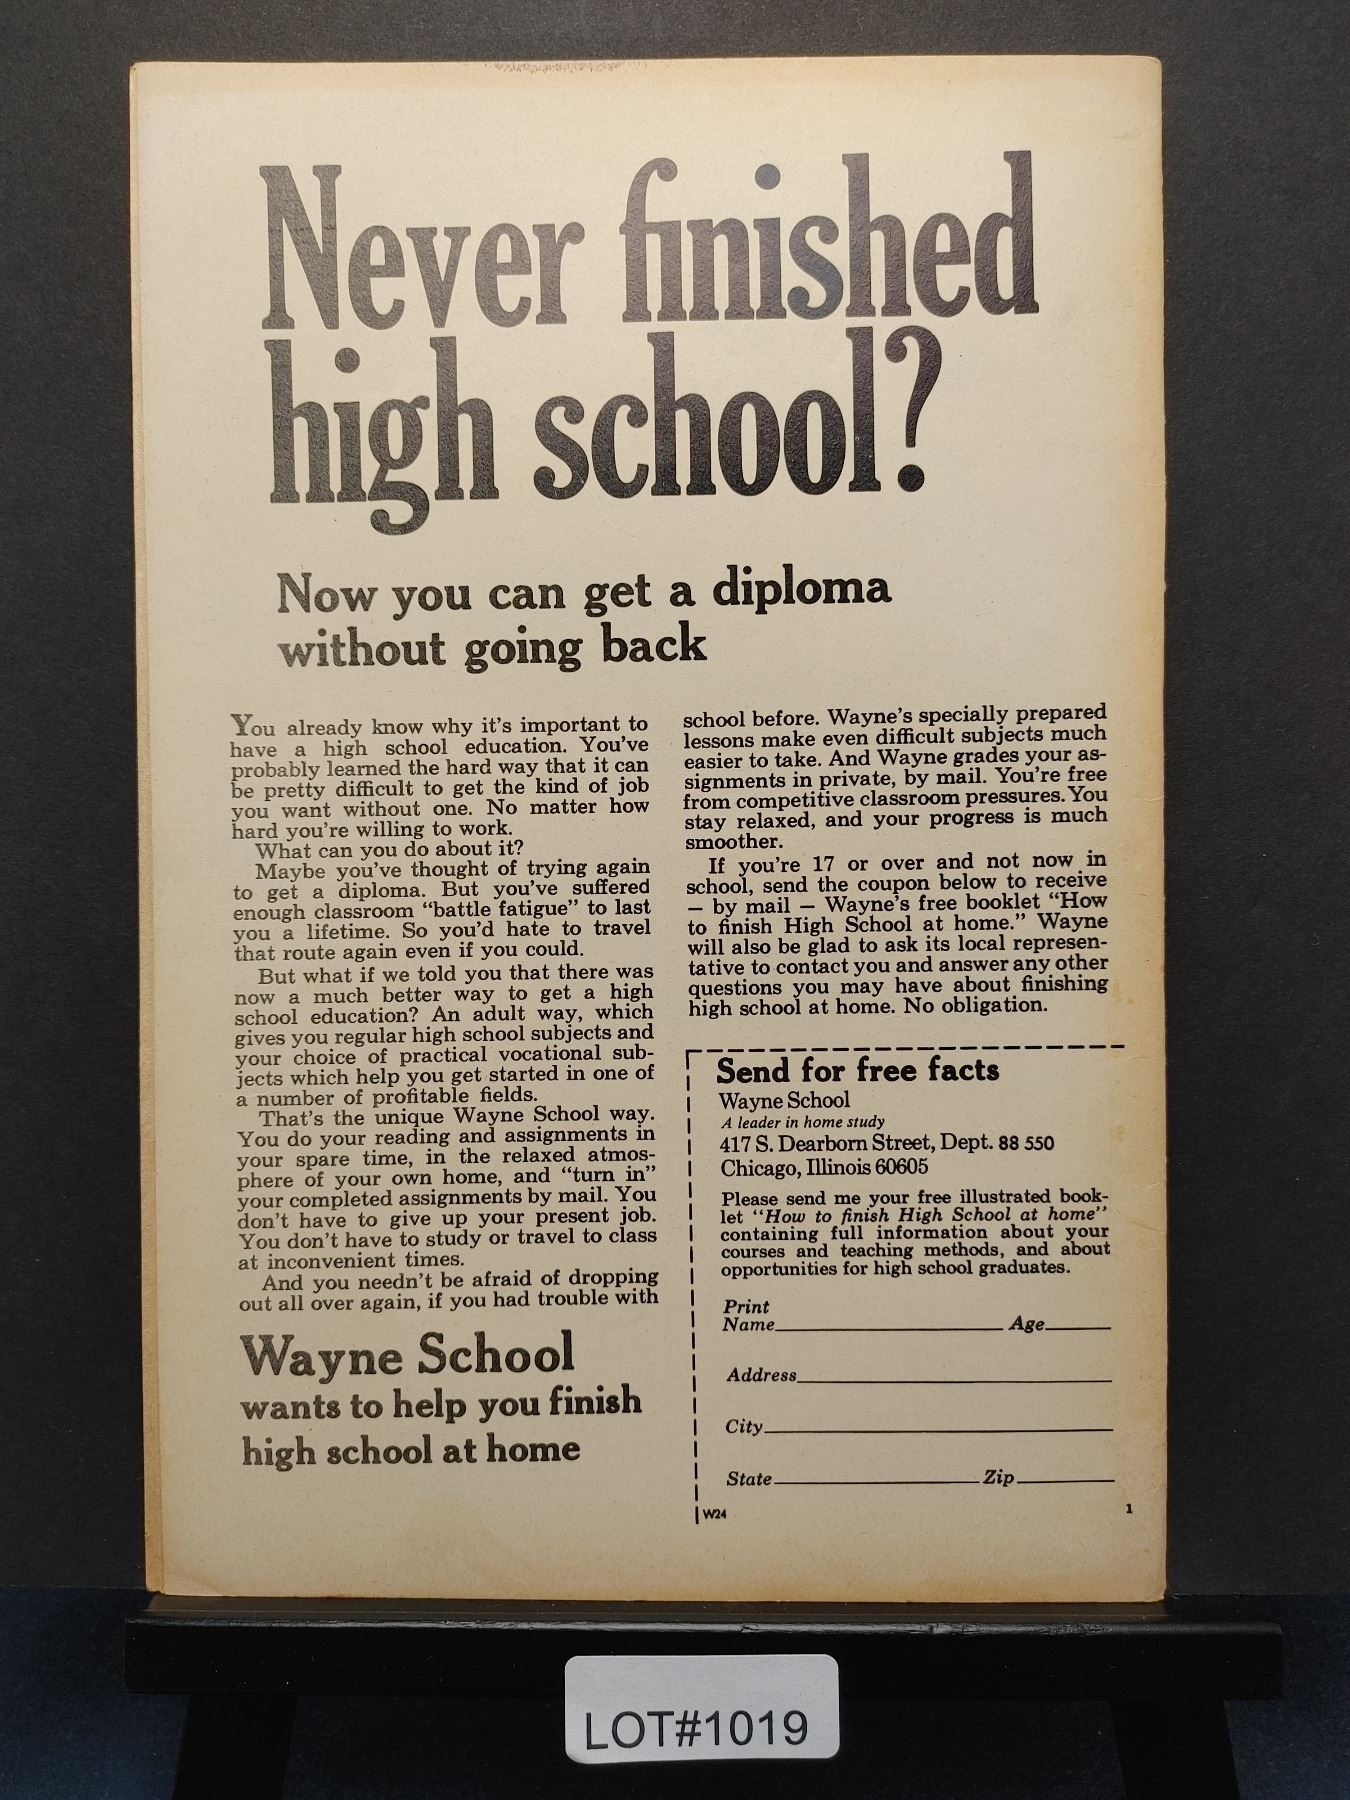 Never finished
high school?
Now you can get a diploma
without going back
You already know why it's important to
have a high school education. You've
probably learned the hard way that it can
be pretty difficult to get the kind of job
you want without one. No matter how
hard you're willing to work.
What can you do about it?
Maybe you've thought of trying again
to get a diploma. But you've suffered
enough classroom "battle fatigue" to last
you a lifetime. So you'd hate to travel
that route again even if you could.
But what if we told you that there was
now a much better way to get a high
school education? An adult way, which
gives you regular high school subjects and
your choice of practical vocational sub-
jects which help you get started in one of
a number of profitable fields.
That's the unique Wayne School way.
You do your reading and assignments in
your spare time, in the relaxed atmos-
phere of your own home, and "turn in"
your completed assignments by mail. You
don't have to give up your present job.
You don't have to study or travel to class
at inconvenient times.
And you needn't be afraid of dropping
out all over again, if you had trouble with
school before. Wayne's specially prepared
lessons make even difficult subjects much
easier to take. And Wayne grades your as-
signments in private, by mail. You're free
from competitive classroom pressures. You
stay relaxed, and your progress is much
smoother.
If you're 17 or over and not now in
school, send the coupon below to receive
— by mail — Wayne's free booklet "How
to finish High School at home." Wayne
will also be glad to ask its local represen-
tative to contact you and answer any other
questions you may have about finishing
high school at home. No obligation.
Wayne School
wants to help you finish
high school at home
Send for free facts
Wayne School
A leader in home study
417 S. Dearborn Street, Dept. 88 550
Chicago, Illinois 60605
Please send me your free illustrated book-
let "How to finish High School at home"
containing full information about your
courses and teaching methods, and about
opportunities for high school graduates.
Print
Name Age
Address
City
State Zip
W24
1
LOT#1019